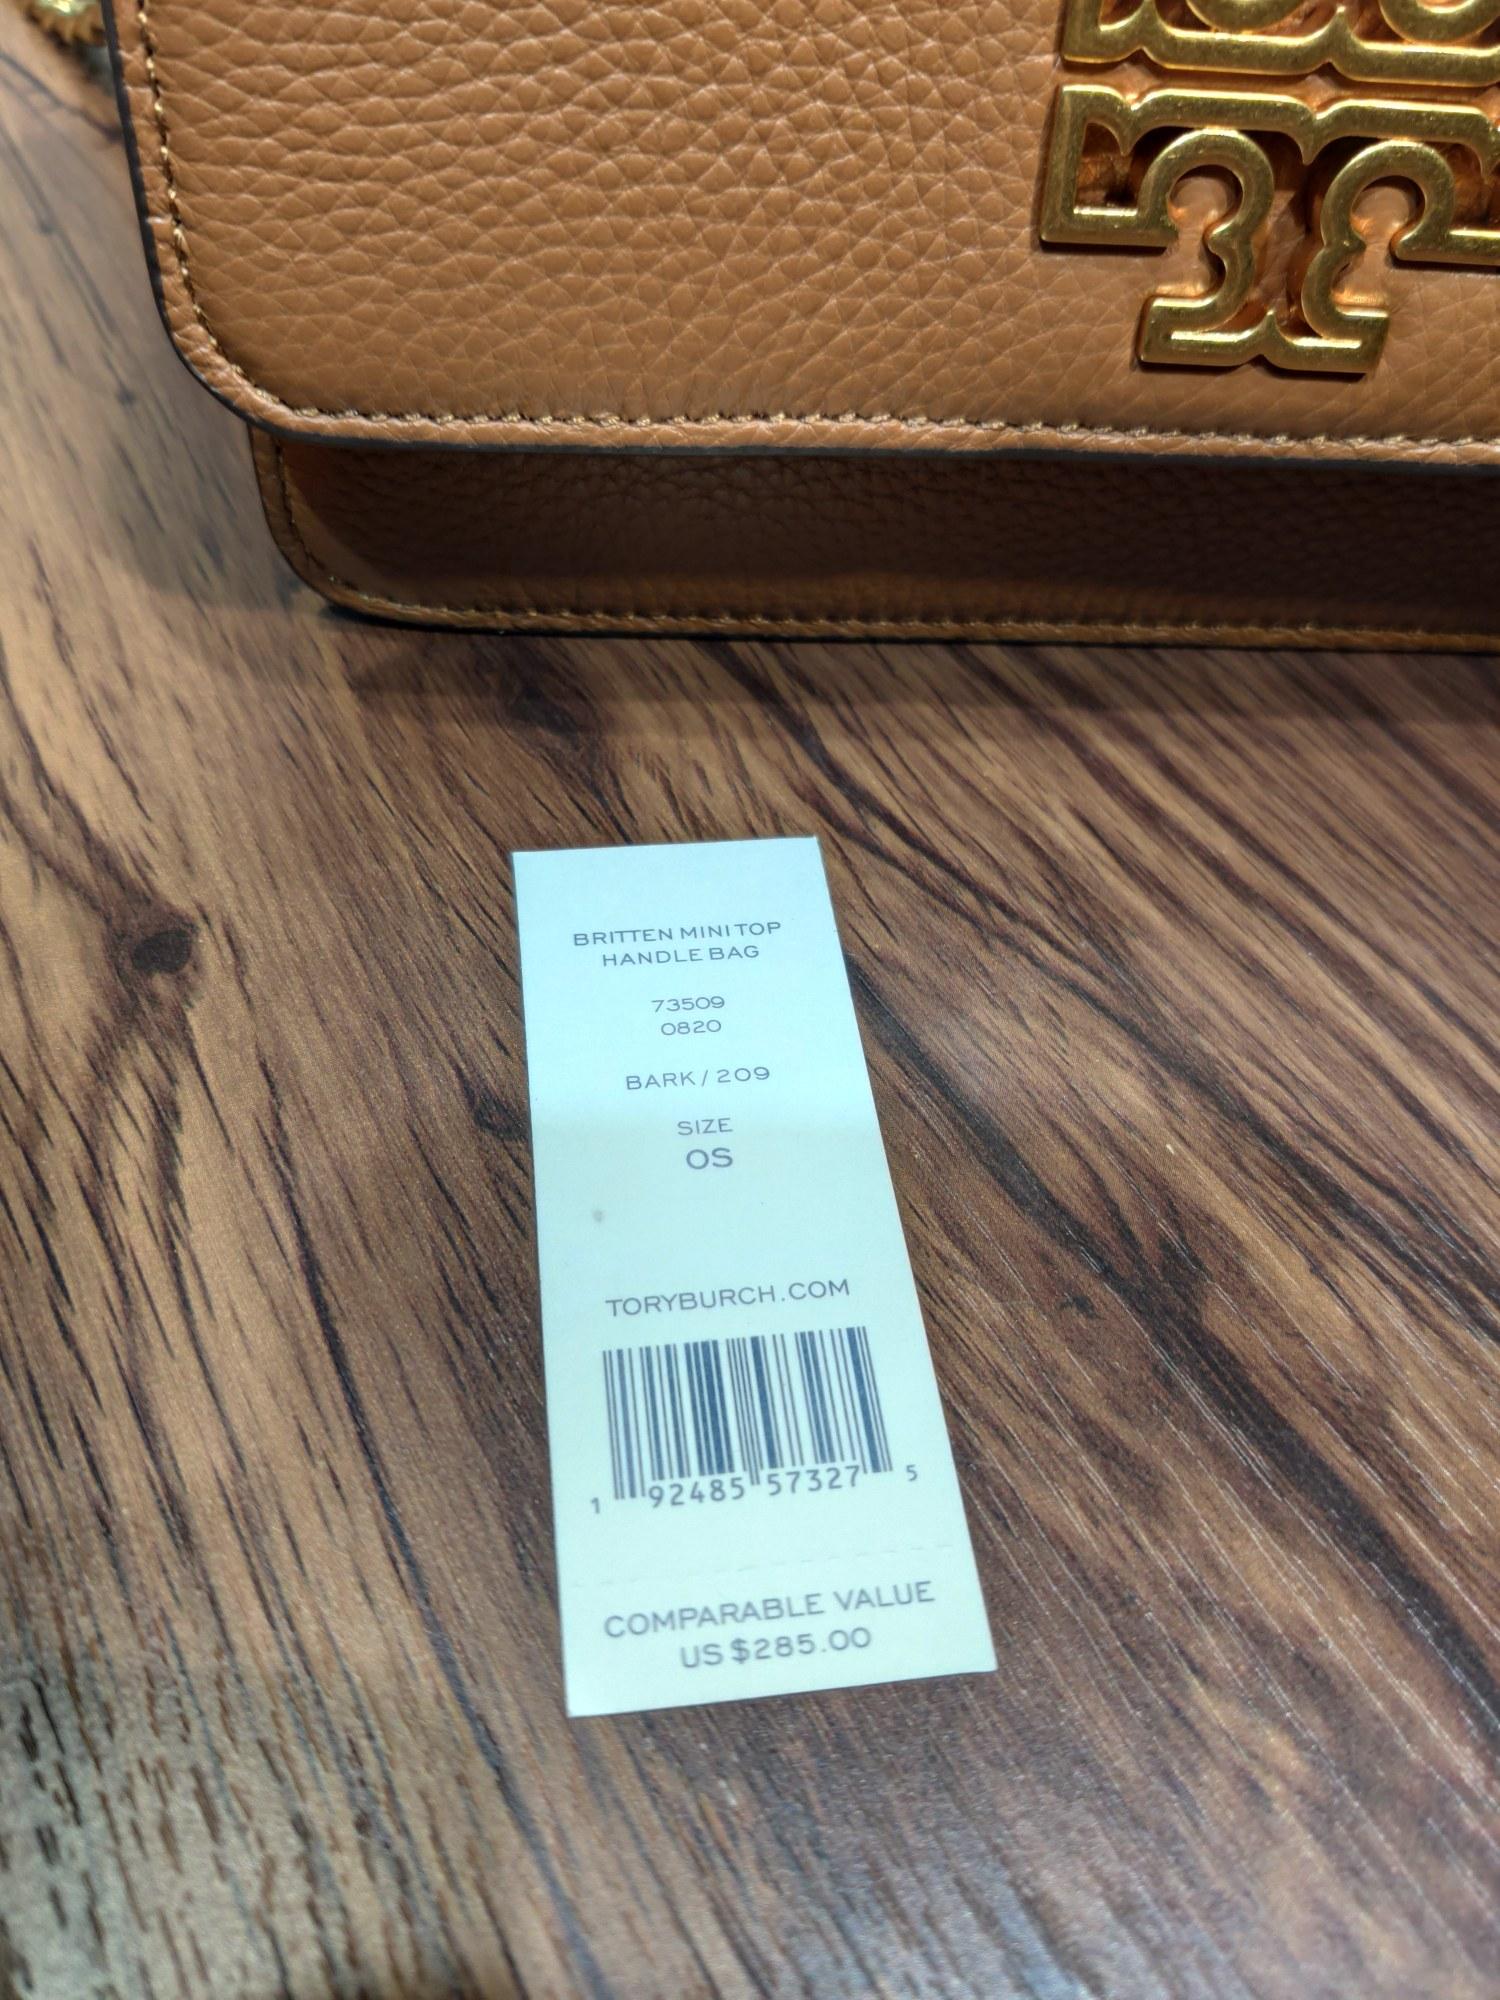 BRITTEN MINI TOP
HANDLE BAG
73509
0820
BARK / 209
SIZE
OS
TORYBURCH.COM
1 92485 57327 5
COMPARABLE VALUE
US $285.00